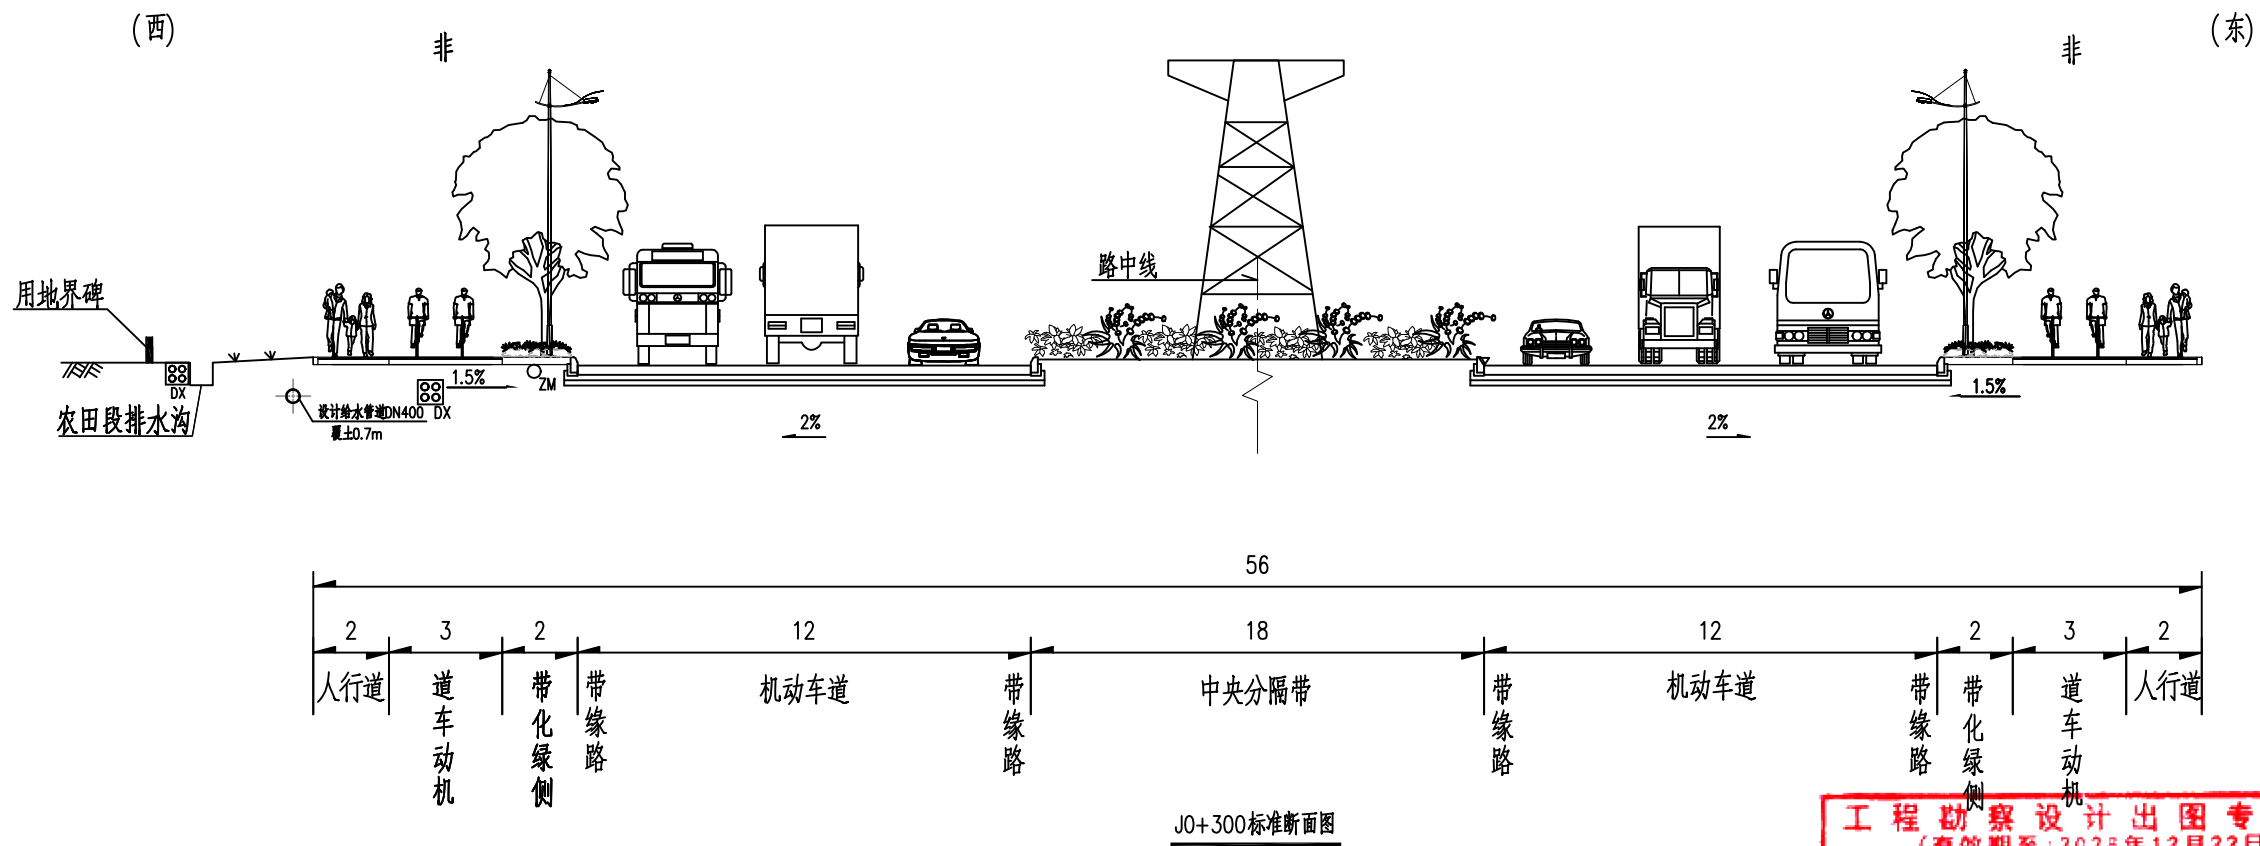 (西)
(东)
非
非
路中线
用地界碑
DX
农田段排水沟
设计给水管道DN400
覆土0.7m
DX
1.5%
ZM
2%
2%
1.5%
56
2
3
2
12
18
12
2
3
2
人行道
道车动机
带化绿侧
带缘路
机动车道
带缘路
中央分隔带
带缘路
机动车道
带缘路
带化绿侧
道车动机
人行道
J0+300标准断面图
工程勘察设计出图专